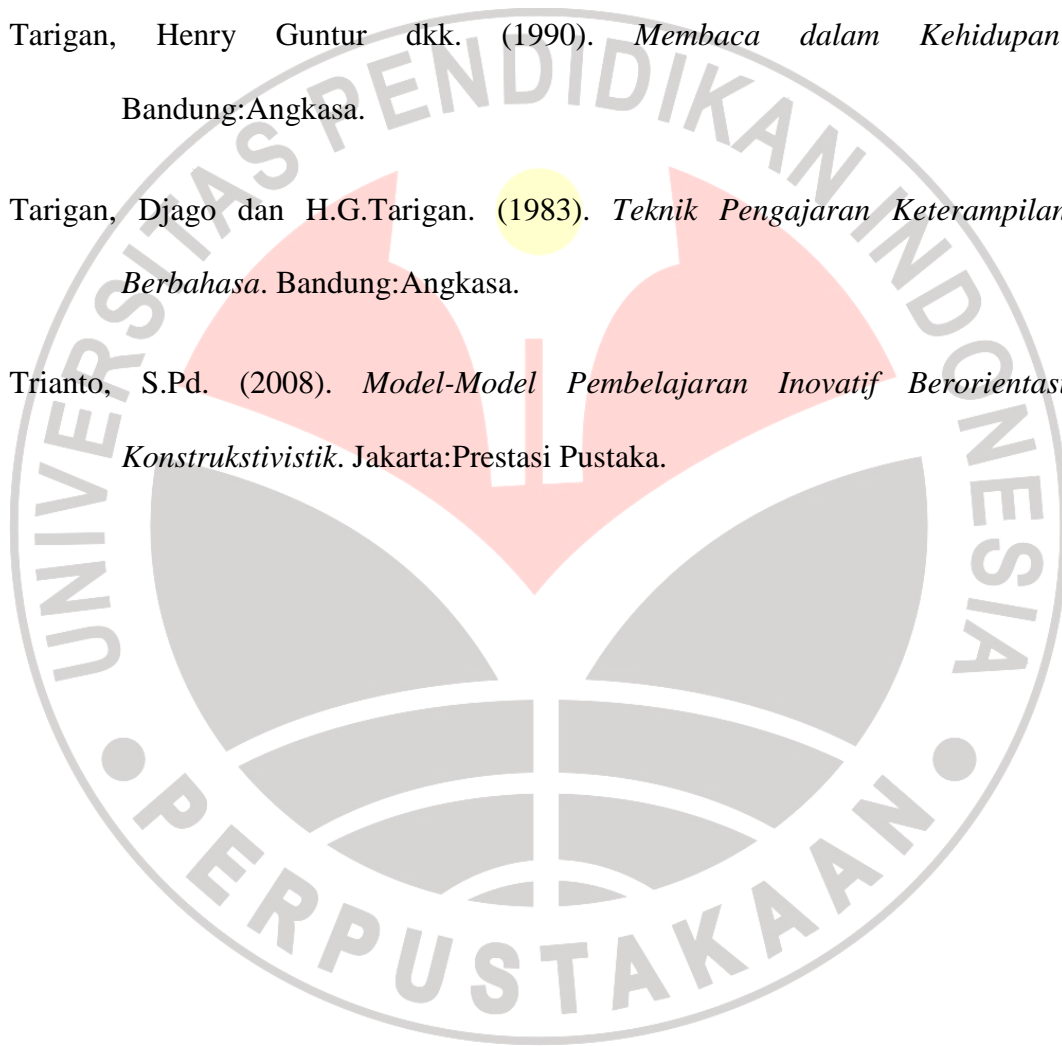 Tarigan, Henry Guntur dkk. (1990). Membaca dalam Kehidupan
Bandung:Angkasa.
Tarigan, Djago dan H.G.Tarigan. (1983). Teknik Pengajaran Keterampilan
Berbahasa. Bandung:Angkasa.
Trianto, S.Pd. (2008). Model-Model Pembelajaran Inovatif Berorientasi
Konstrukstivistik. Jakarta:Prestasi Pustaka.
UNIVERSITAS PENDIDIKAN INDONESIA
PERPUSTAKAAN